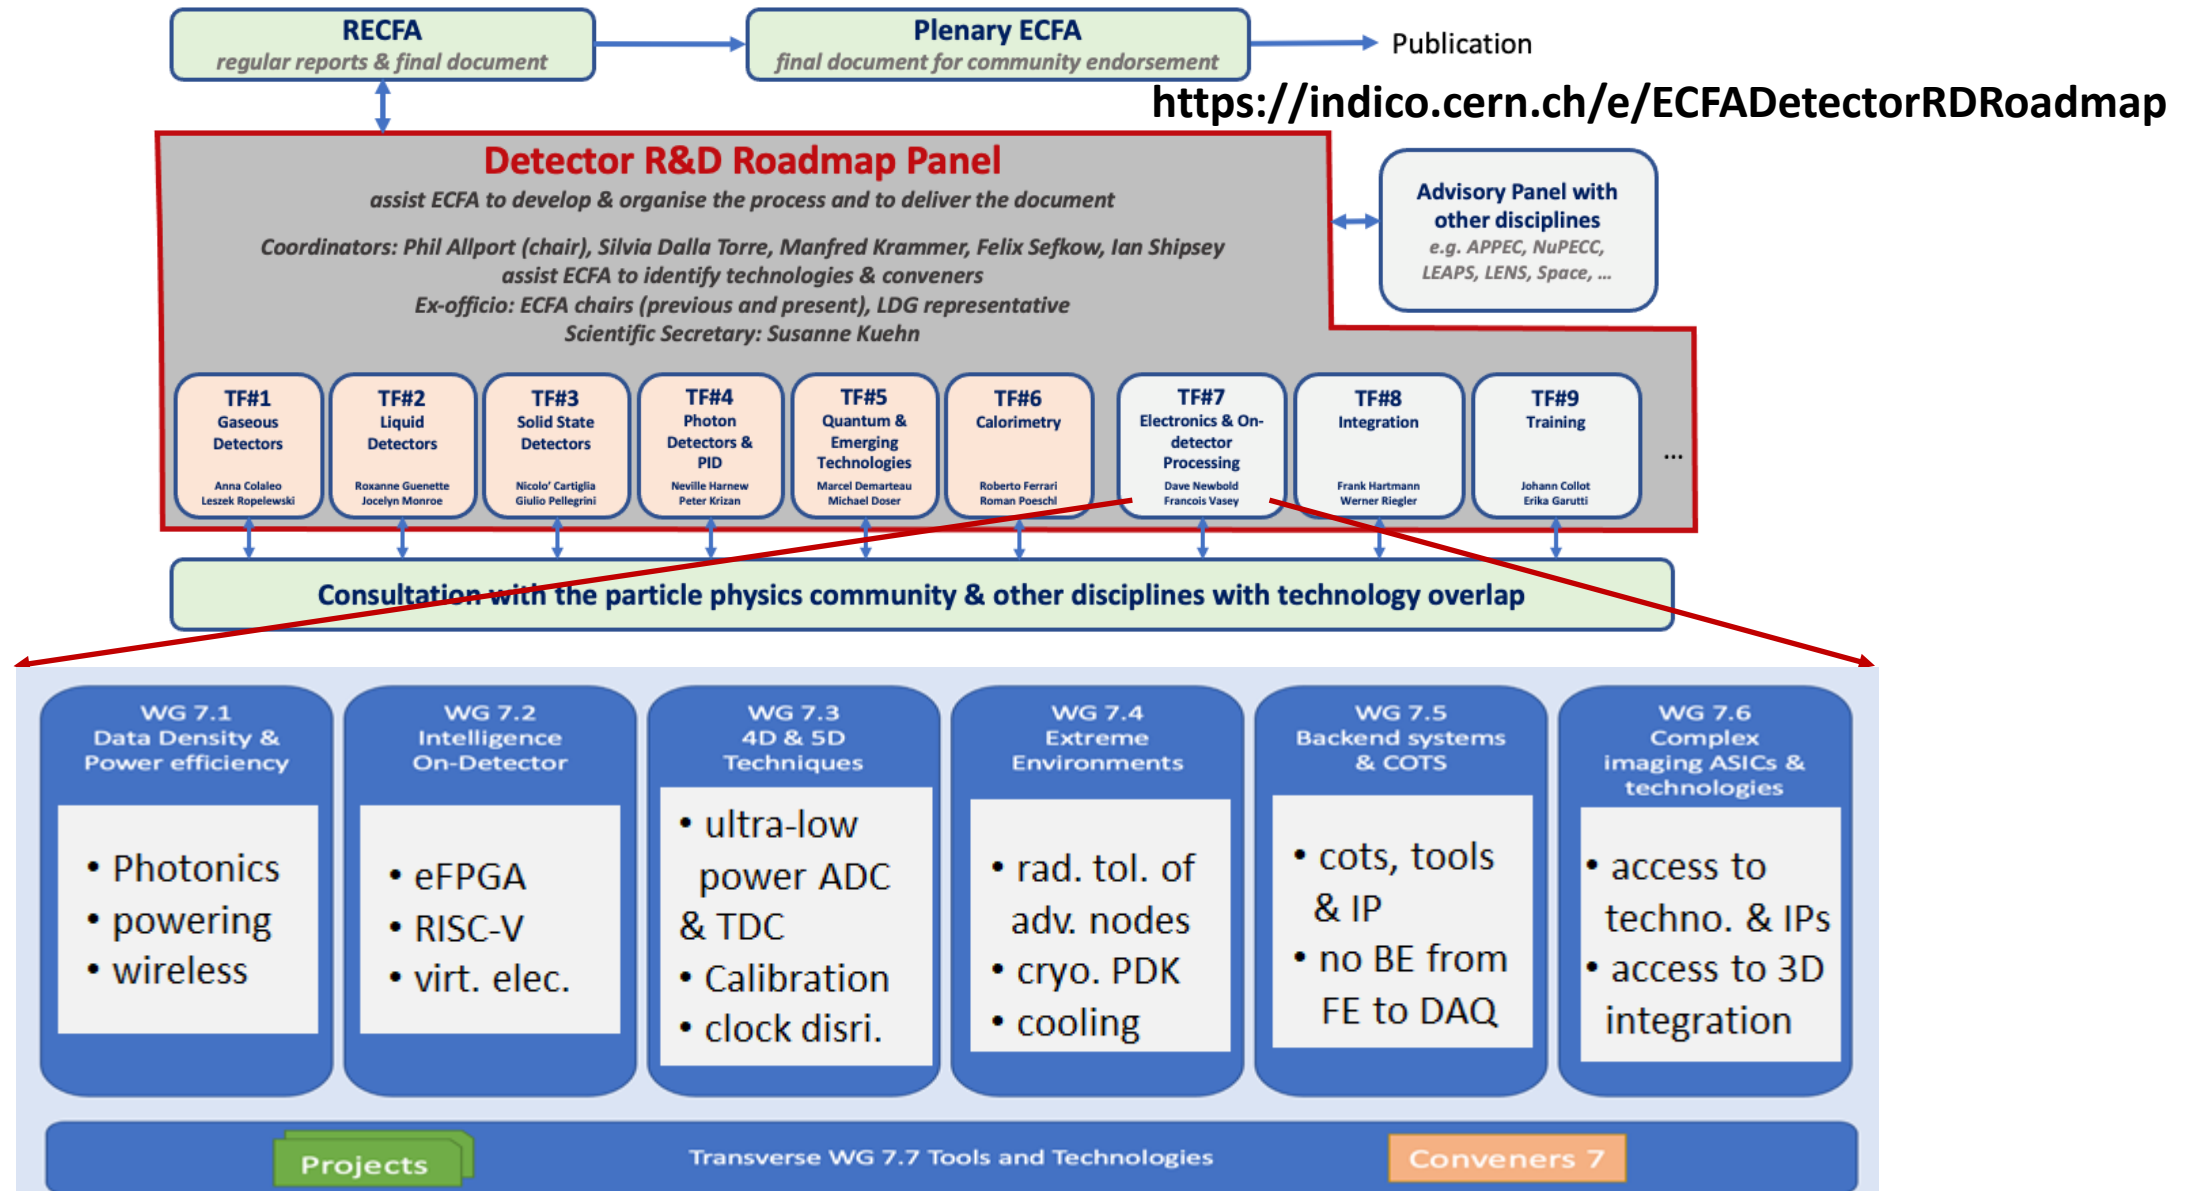 RECFA
regular reports & final document
Plenary ECFA
final document for community endorsement
Publication
https://indico.cern.ch/e/ECFADetectorRDRoadmap
Detector R&D Roadmap Panel
assist ECFA to develop & organise the process and to deliver the document
Coordinators: Phil Allport (chair), Silvia Dalla Torre, Manfred Krammer, Felix Sefkow, Ian Shipsey
assist ECFA to identify technologies & conveners
Ex-officio: ECFA chairs (previous and present), LDG representative
Scientific Secretary: Susanne Kuehn
Advisory Panel with
other disciplines
e.g. APPEC, NuPECC,
LEAPS, LENS, Space, ...
TF#1
Gaseous
Detectors
Anna Colaleo
Leszek Ropelewski
TF#2
Liquid
Detectors
Roxanne Guenette
Jocelyn Monroe
TF#3
Solid State
Detectors
Nicolo' Cartiglia
Giulio Pellegrini
TF#4
Photon
Detectors &
PID
Neville Harnew
Peter Krizan
TF#5
Quantum &
Emerging
Technologies
Marcel Demarteau
Michael Doser
TF#6
Calorimetry
Roberto Ferrari
Roman Poeschl
TF#7
Electronics & On-
detector
Processing
Dave Newbold
Francois Vasey
TF#8
Integration
Frank Hartmann
Werner Riegler
TF#9
Training
Johann Collot
Erika Garutti
...
Consultation with the particle physics community & other disciplines with technology overlap
WG 7.1
Data Density &
Power efficiency
• Photonics
• powering
• wireless
WG 7.2
Intelligence
On-Detector
• eFPGA
• RISC-V
• virt. elec.
WG 7.3
4D & 5D
Techniques
• ultra-low
power ADC
& TDC
• Calibration
• clock disri.
WG 7.4
Extreme
Environments
• rad. tol. of
adv. nodes
• cryo. PDK
• cooling
WG 7.5
Backend systems
& COTS
• cots, tools
& IP
• no BE from
FE to DAQ
WG 7.6
Complex
imaging ASICs &
technologies
• access to
techno. & IPs
• access to 3D
integration
Projects
Transverse WG 7.7 Tools and Technologies
Conveners 7